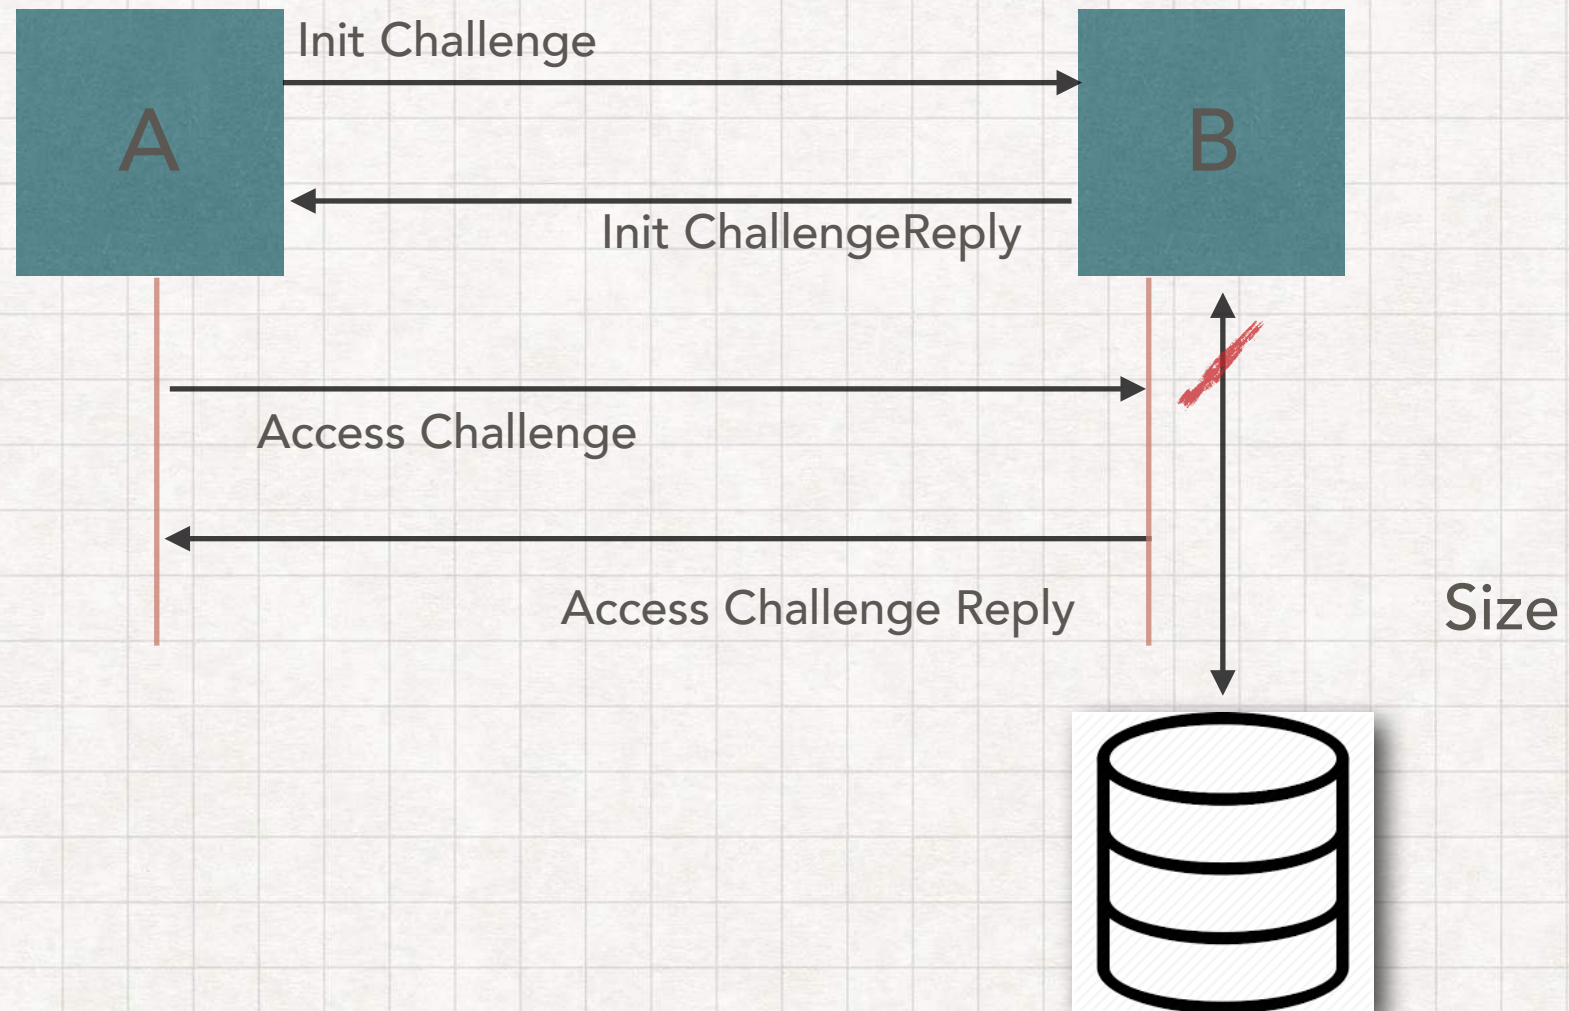 Init Challenge
A
B
Init ChallengeReply
Access Challenge
Access Challenge Reply
Size